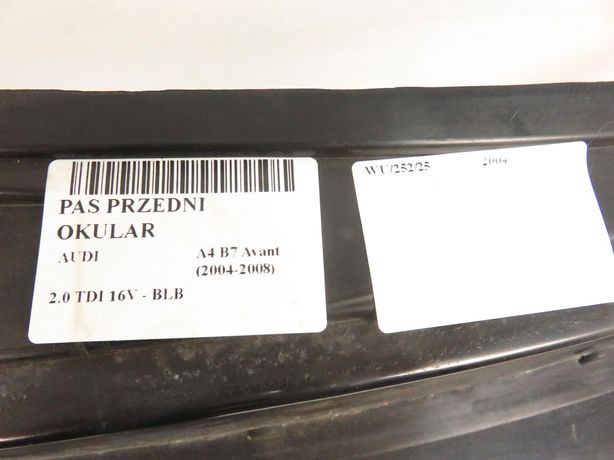 PAS PRZEDNI
OKULAR
AUDI A4 B7 Avant
(2004-2008)
2.0 TDI 16V - BLB
WU/252/25 2004